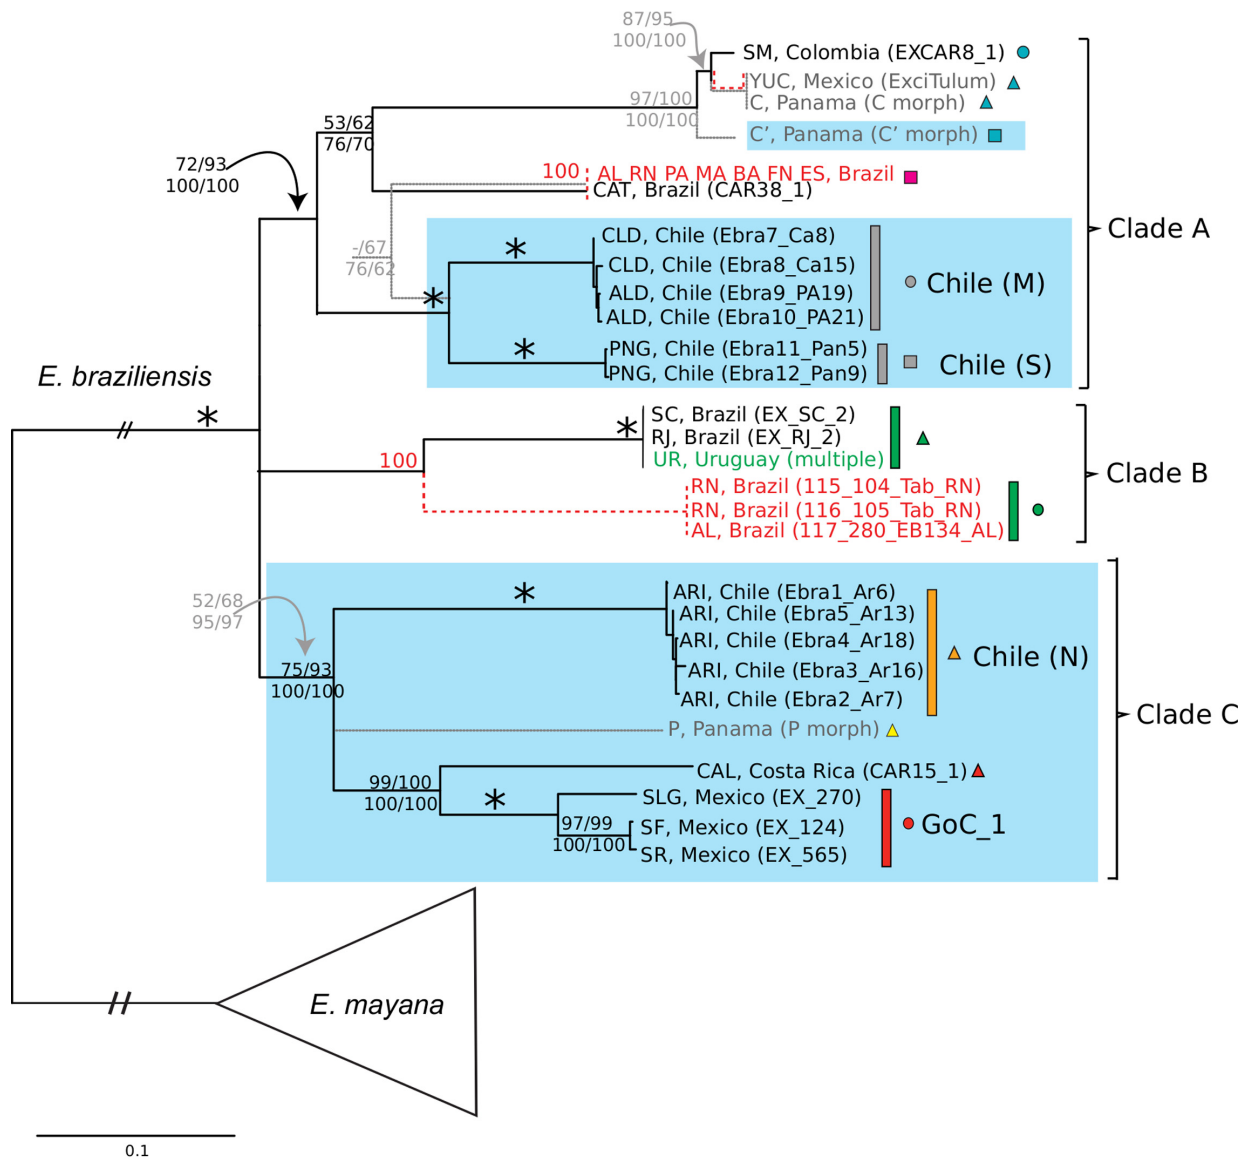 87/95
100/100
SM, Colombia (EXCAR8_1)
YUC, Mexico (ExciTulum)
97/100
100/100
C, Panama (C morph)
C’, Panama (C’ morph)
53/62
76/70
72/93
100/100
100
AL RN PA MA BA FN ES, Brazil
CAT, Brazil (CAR38_1)
Clade A
-/67
76/62
CLD, Chile (Ebra7_Ca8)
CLD, Chile (Ebra8_Ca15)
ALD, Chile (Ebra9_PA19)
ALD, Chile (Ebra10_PA21)
Chile (M)
*
*
*
PNG, Chile (Ebra11_Pan5)
PNG, Chile (Ebra12_Pan9)
Chile (S)
E. braziliensis
*
*
SC, Brazil (EX_SC_2)
RJ, Brazil (EX_RJ_2)
UR, Uruguay (multiple)
100
Clade B
RN, Brazil (115_104_Tab_RN)
RN, Brazil (116_105_Tab_RN)
AL, Brazil (117_280_EB134_AL)
52/68
95/97
*
ARI, Chile (Ebra1_Ar6)
ARI, Chile (Ebra5_Ar13)
ARI, Chile (Ebra4_Ar18)
ARI, Chile (Ebra3_Ar16)
ARI, Chile (Ebra2_Ar7)
Chile (N)
75/93
100/100
P, Panama (P morph)
Clade C
CAL, Costa Rica (CAR15_1)
99/100
100/100
*
SLG, Mexico (EX_270)
97/99
100/100
SF, Mexico (EX_124)
SR, Mexico (EX_565)
GoC_1
E. mayana
0.1